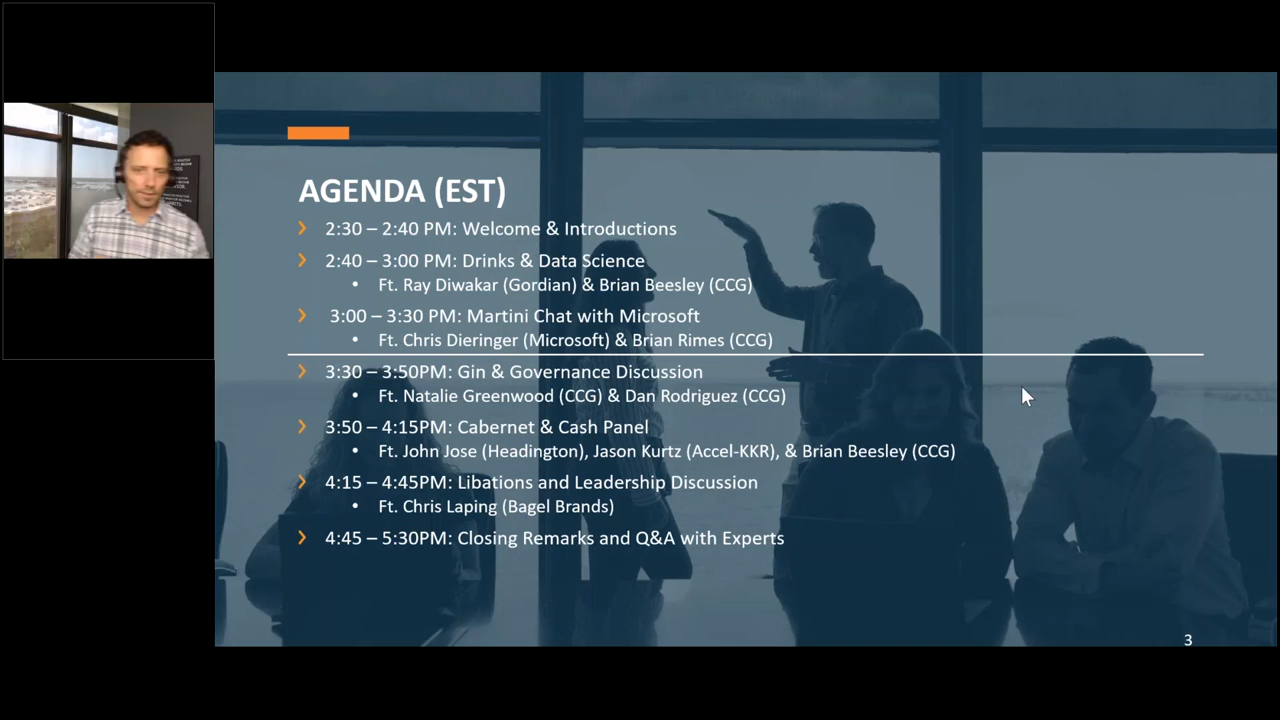 AGENDA (EST)
2:30 – 2:40 PM: Welcome & Introductions
2:40 – 3:00 PM: Drinks & Data Science
Ft. Ray Diwakar (Gordian) & Brian Beesley (CCG)
3:00 – 3:30 PM: Martini Chat with Microsoft
Ft. Chris Dieringer (Microsoft) & Brian Rimes (CCG)
3:30 – 3:50PM: Gin & Governance Discussion
Ft. Natalie Greenwood (CCG) & Dan Rodriguez (CCG)
3:50 – 4:15PM: Cabernet & Cash Panel
Ft. John Jose (Headington), Jason Kurtz (Accel-KKR), & Brian Beesley (CCG)
4:15 – 4:45PM: Libations and Leadership Discussion
Ft. Chris Laping (Bagel Brands)
4:45 – 5:30PM: Closing Remarks and Q&A with Experts
3